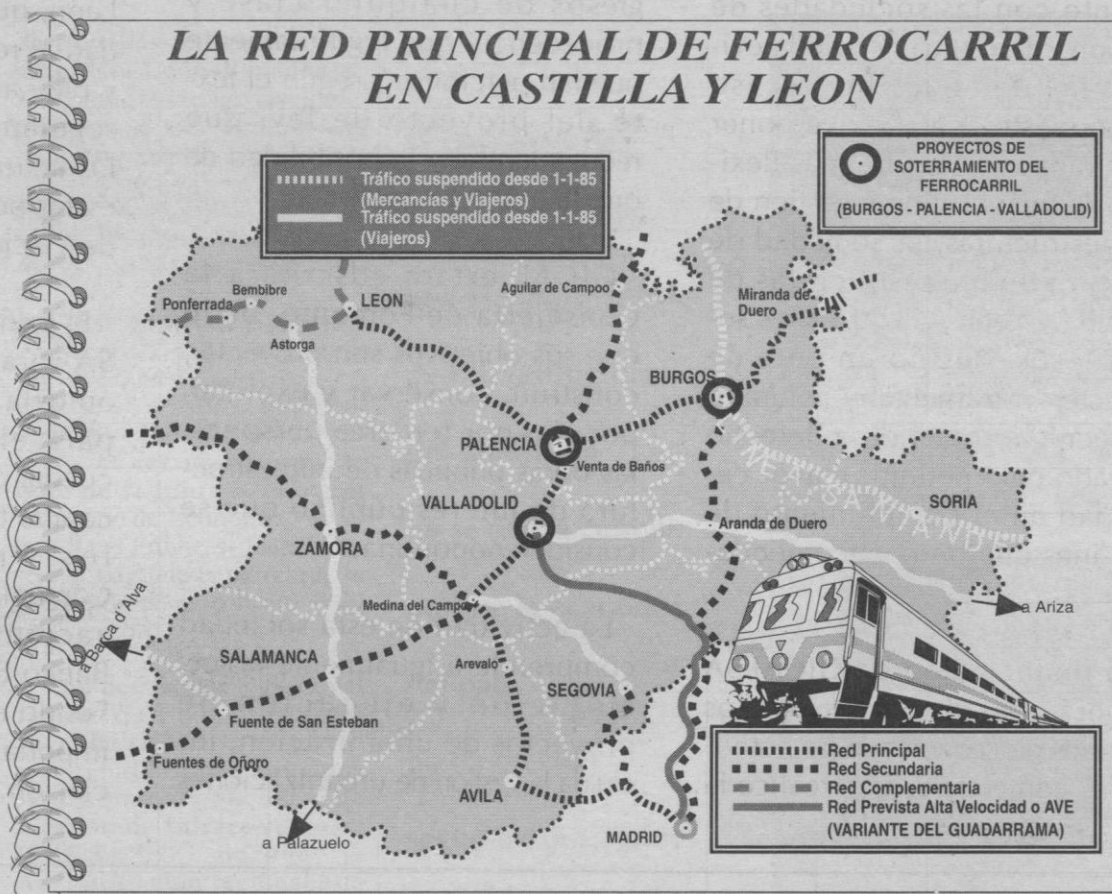 LA RED PRINCIPAL DE FERROCARRIL
EN CASTILLA Y LEON
PROYECTOS DE
SOTERRAMIENTO DEL
FERROCARRIL
(BURGOS - PALENCIA - VALLADOLID)
Tráfico suspendido desde 1-1-85
(Mercancías y Viajeros)
Tráfico suspendido desde 1-1-85
(Viajeros)
Ponferrada
Bembibre
LEON
Astorga
Aguilar de Campoo
Miranda de
Duero
BURGOS
PALENCIA
Venta de Baños
VALLADOLID
SORIA
Aranda de Duero
ZAMORA
Medina del Campo
a Ariza
a Barca d'Alva
SALAMANCA
Arevalo
SEGOVIA
Fuente de San Esteban
Fuentes de Oñoro
AVILA
a Palazuelo
MADRID
Red Principal
Red Secundaria
Red Complementaria
Red Prevista Alta Velocidad o AVE
(VARIANTE DEL GUADARRAMA)